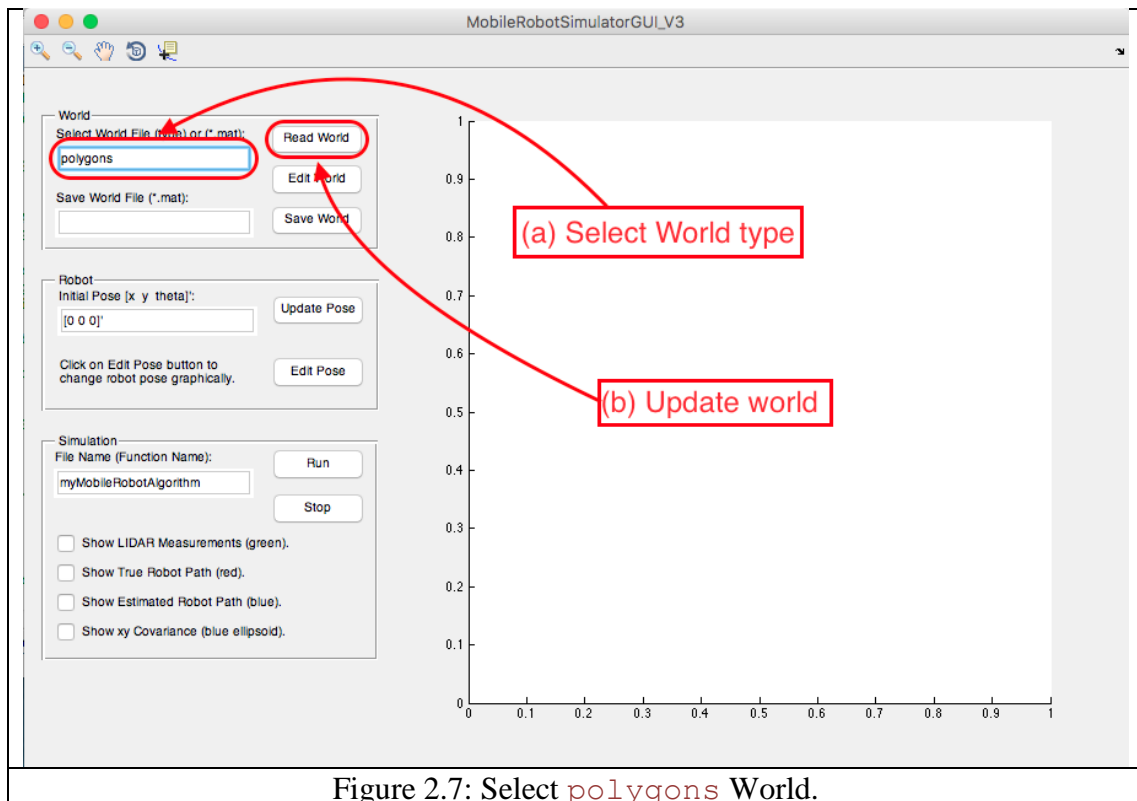 MobileRobotSimulatorGUI_V3
World
Select World File (type) or (*.mat):
polygons
Read World
Edit World
Save World File (*.mat):
Save World
Robot
Initial Pose [x y theta]':
[0 0 0]'
Update Pose
Click on Edit Pose button to
change robot pose graphically.
Edit Pose
Simulation
File Name (Function Name):
myMobileRobotAlgorithm
Run
Stop
Show LIDAR Measurements (green).
Show True Robot Path (red).
Show Estimated Robot Path (blue).
Show xy Covariance (blue ellipsoid).
1
0.9
0.8
0.7
0.6
0.5
0.4
0.3
0.2
0.1
0
0 0.1 0.2 0.3 0.4 0.5 0.6 0.7 0.8 0.9 1
(a) Select World type
(b) Update world
Figure 2.7: Select polygons World.